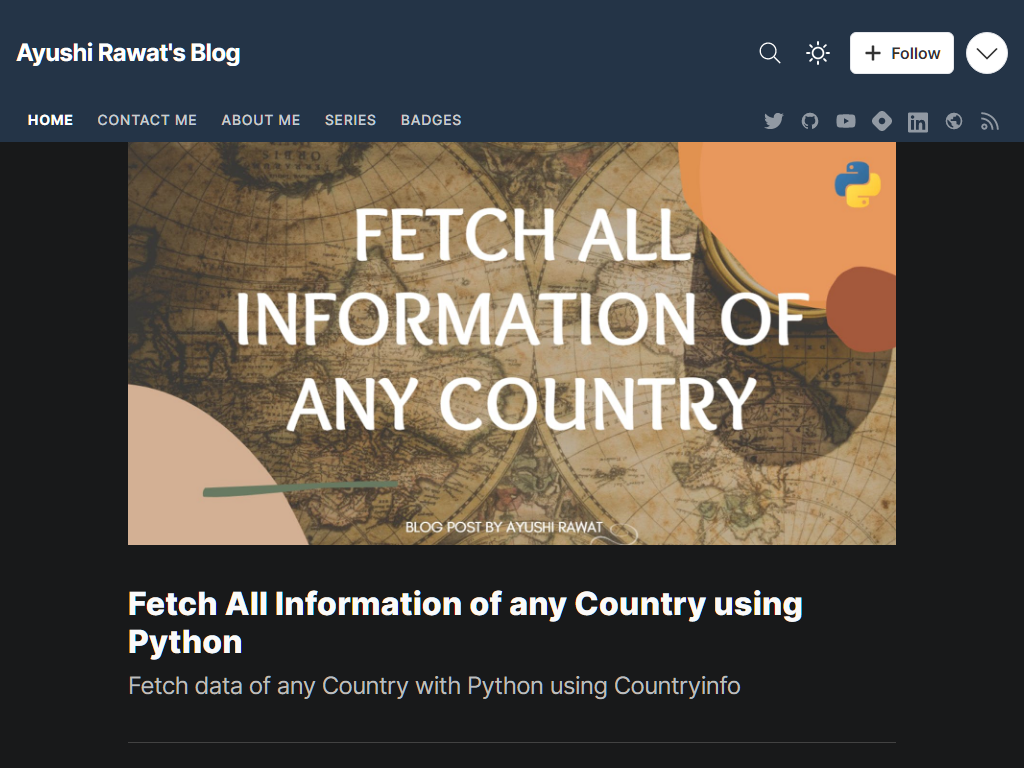 Ayushi Rawat's Blog
Follow
HOME CONTACT ME ABOUT ME SERIES BADGES
FETCH ALL
INFORMATION OF
ANY COUNTRY
BLOG POST BY AYUSHI RAWAT
Fetch All Information of any Country using
Python
Fetch data of any Country with Python using Countryinfo